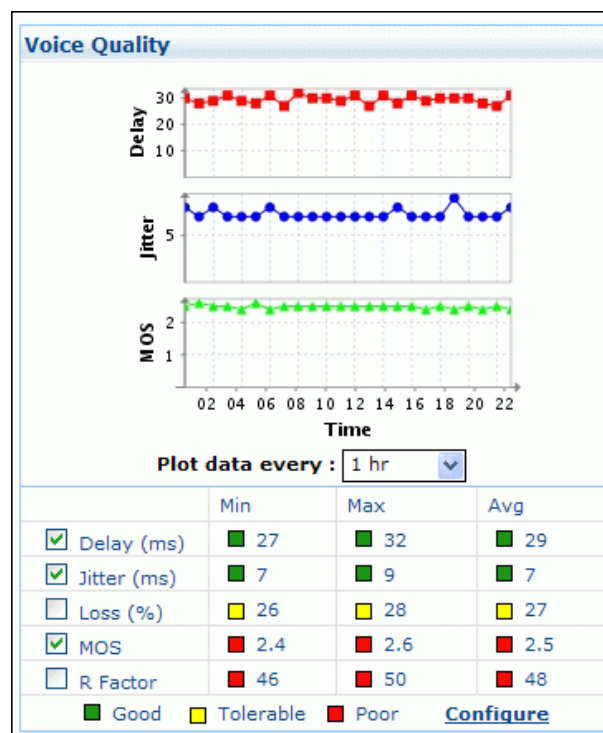 Voice Quality
Delay
30
20
10
Jitter
5
MOS
2
1
02 04 06 08 10 12 14 16 18 20 22
Time
Plot data every : 1 hr
Min Max Avg
Delay (ms) 27 32 29
Jitter (ms) 7 9 7
Loss (%) 26 28 27
MOS 2.4 2.6 2.5
R Factor 46 50 48
Good Tolerable Poor Configure